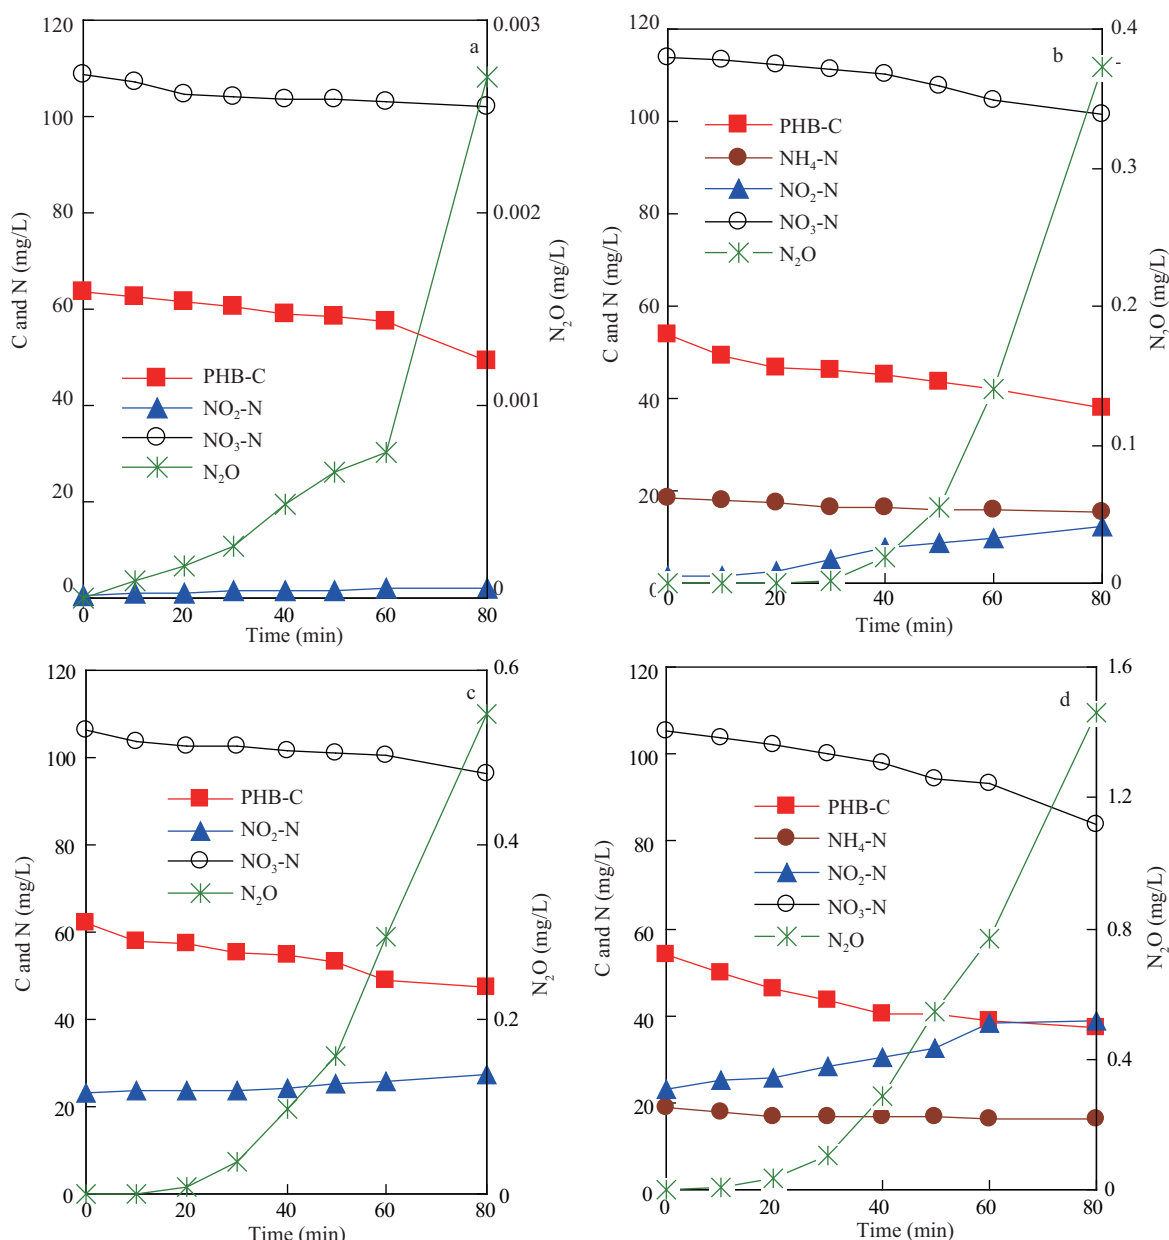 a
120
100
80
60
40
20
0
C and N (mg/L)
0.003
0.002
0.001
0
N₂O (mg/L)
PHB-C
NO₂-N
NO₃-N
N₂O
0 20 40 60 80
Time (min)
b
120
100
80
60
40
20
C and N (mg/L)
0.4
0.3
0.2
0.1
0
N₂O (mg/L)
PHB-C
NH₄-N
NO₂-N
NO₃-N
N₂O
0 20 40 60 80
Time (min)
c
120
100
80
60
40
20
0
C and N (mg/L)
0.6
0.4
0.2
0
N₂O (mg/L)
PHB-C
NO₂-N
NO₃-N
N₂O
0 20 40 60 80
Time (min)
d
120
100
80
60
40
20
0
C and N (mg/L)
1.6
1.2
0.8
0.4
0
N₂O (mg/L)
PHB-C
NH₄-N
NO₂-N
NO₃-N
N₂O
0 20 40 60 80
Time (min)